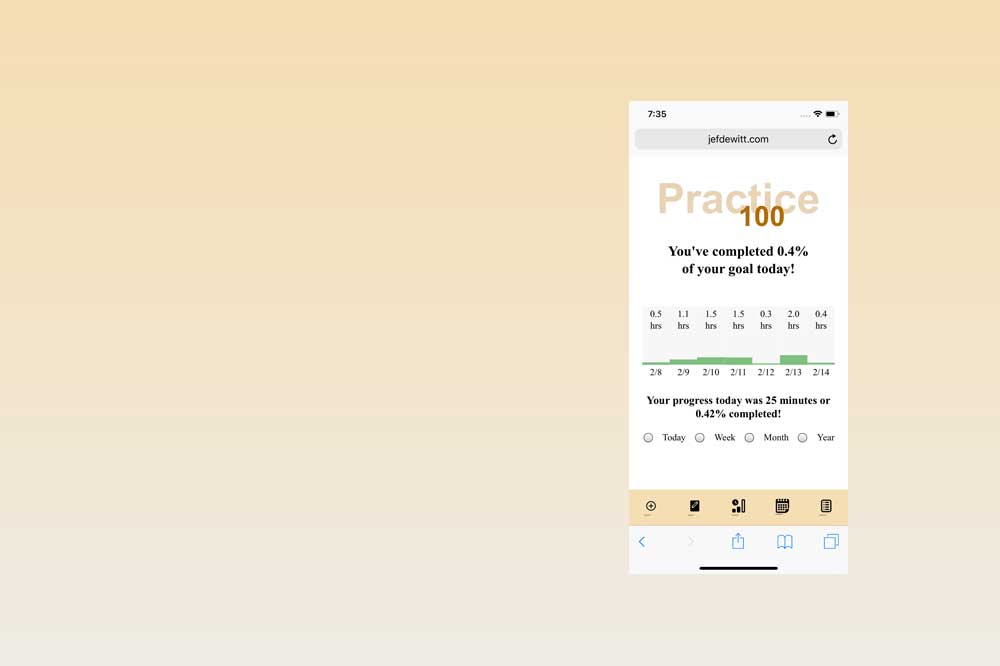 7:35
jefdewitt.com
Practice
100
You've completed 0.4%
of your goal today!
0.5 1.1 1.5 1.5 0.3 2.0 0.4
hrs hrs hrs hrs hrs hrs hrs
2/8 2/9 2/10 2/11 2/12 2/13 2/14
Your progress today was 25 minutes or
0.42% completed!
Today Week Month Year